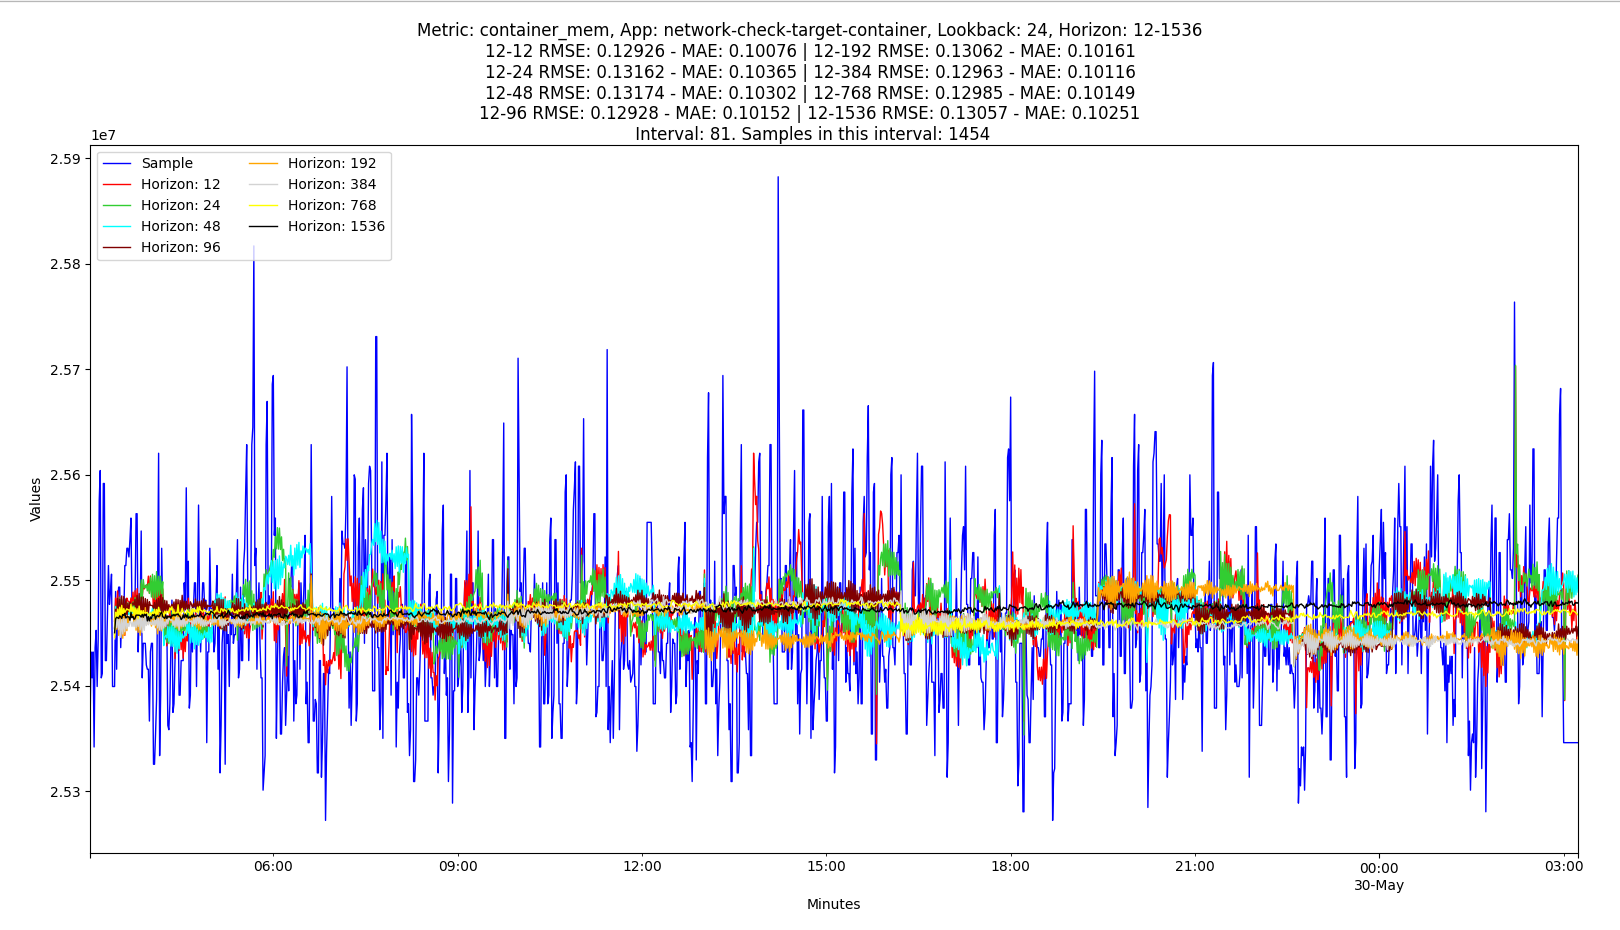 Metric: container_mem, App: network-check-target-container, Lookback: 24, Horizon: 12-1536
12-12 RMSE: 0.12926 - MAE: 0.10076 | 12-192 RMSE: 0.13062 - MAE: 0.10161
12-24 RMSE: 0.13162 - MAE: 0.10365 | 12-384 RMSE: 0.12963 - MAE: 0.10116
12-48 RMSE: 0.13174 - MAE: 0.10302 | 12-768 RMSE: 0.12985 - MAE: 0.10149
12-96 RMSE: 0.12928 - MAE: 0.10152 | 12-1536 RMSE: 0.13057 - MAE: 0.10251
Interval: 81. Samples in this interval: 1454
1e7
2.59
2.58
2.57
2.56
2.55
2.54
2.53
Values
Sample
Horizon: 12
Horizon: 24
Horizon: 48
Horizon: 96
Horizon: 192
Horizon: 384
Horizon: 768
Horizon: 1536
06:00
09:00
12:00
15:00
18:00
21:00
00:00
30-May
03:00
Minutes